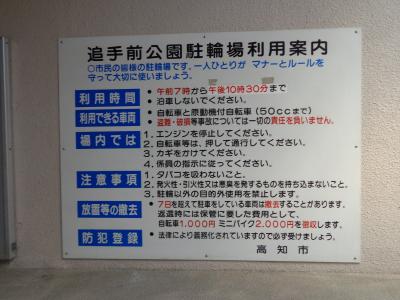 追手前公園駐輪場利用案内
○市民の皆様の駐輪場です。一人ひとりが マナーとルールを
守って大切に使いましょう。
利用時間
• 午前7時から午後10時30分まで
• 泊車しないでください。
利用できる車両
• 自転車と原動機付自転車(50ccまで)
• 盗難・破損等事故については一切の責任を負いません。
場内では
1. エンジンを停止してください。
2. 自転車等は、押して通行してください。
3. カギをかけてください。
4. 係員の指示に従ってください。
注意事項
1. タバコを吸わないこと。
2. 発火性・引火性又は悪臭を発するものを持ち込まないこと。
3. 駐輪以外の目的外使用を禁止します。
放置等の撤去
• 7日を超えて駐車をしている車両は撤去することがあります。
返還時には保管に要した費用として、
自転車1,000円 ミニバイク2,000円を徴収します。
防犯登録
• 法律により義務化されていますので必ず受けましょう。
高知市